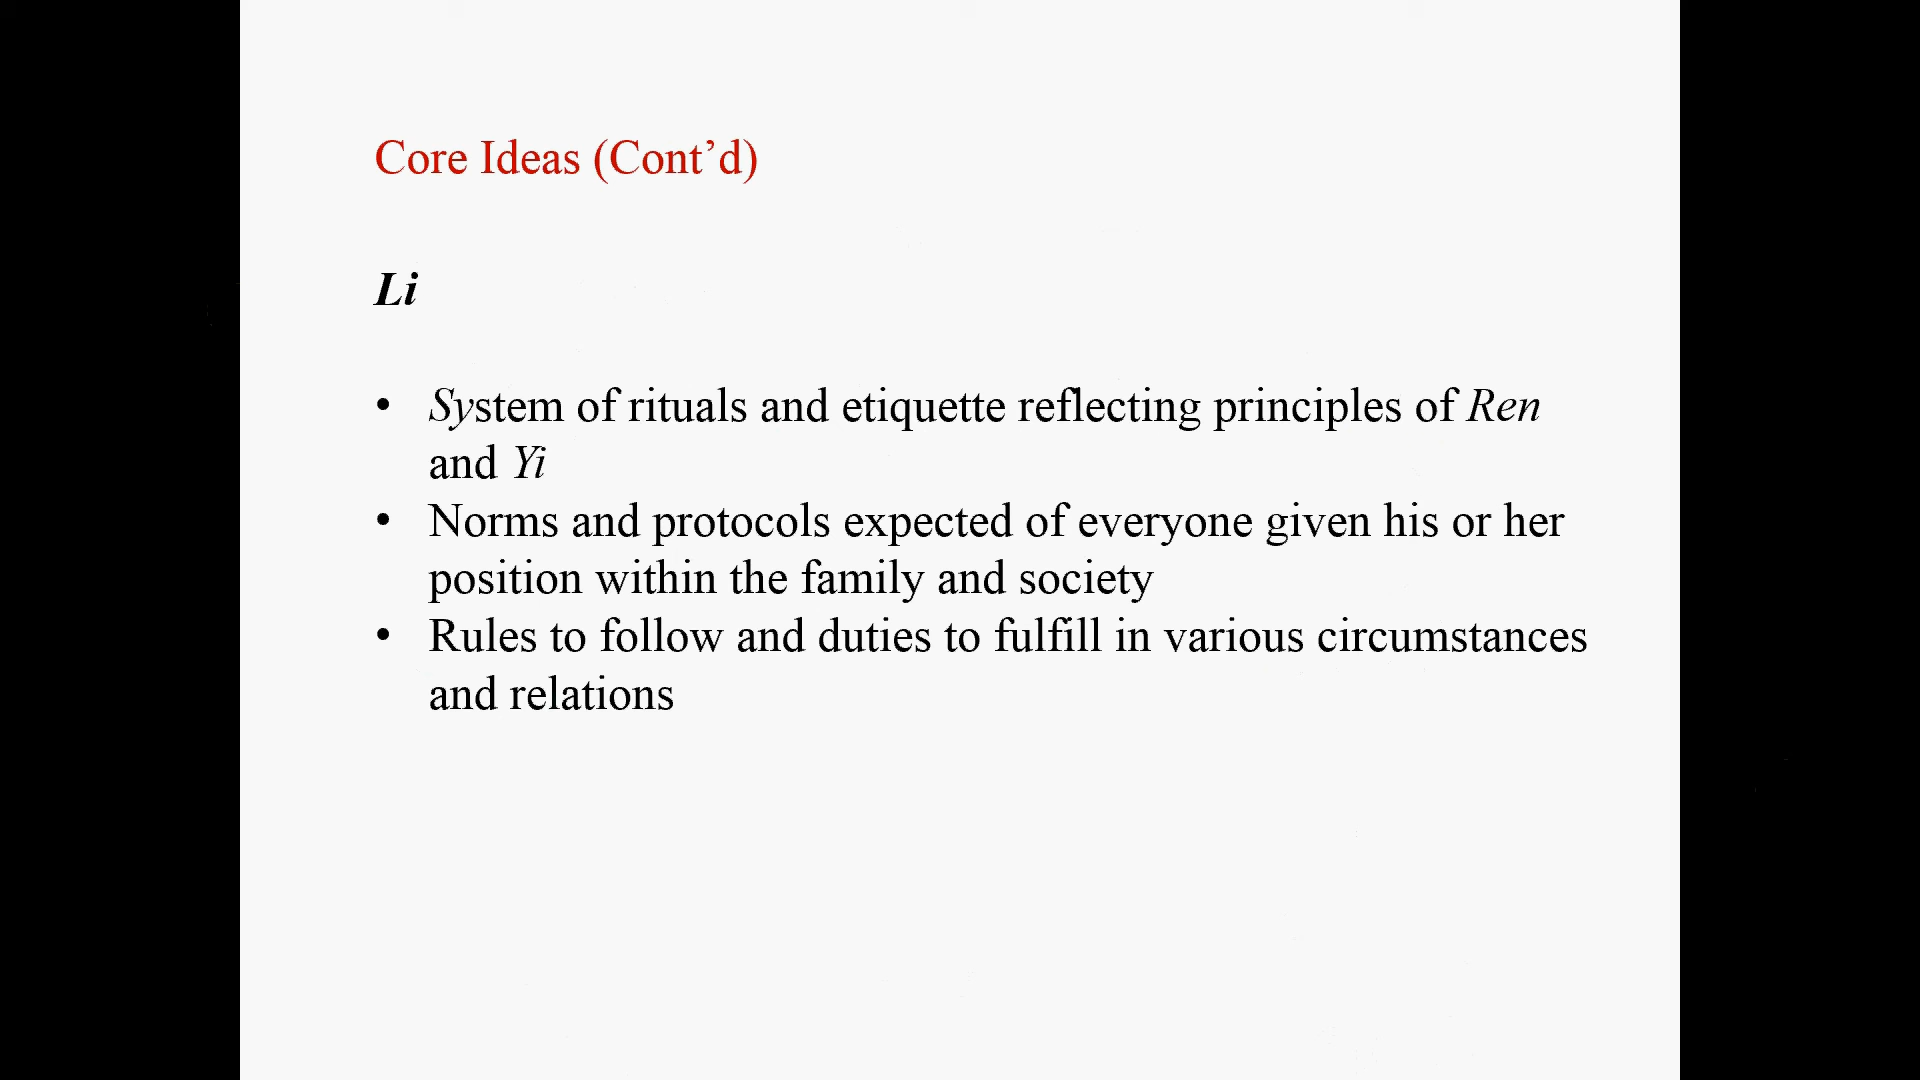 Core Ideas (Cont’d)
Li
• System of rituals and etiquette reflecting principles of Ren
and Yi
• Norms and protocols expected of everyone given his or her
position within the family and society
• Rules to follow and duties to fulfill in various circumstances
and relations